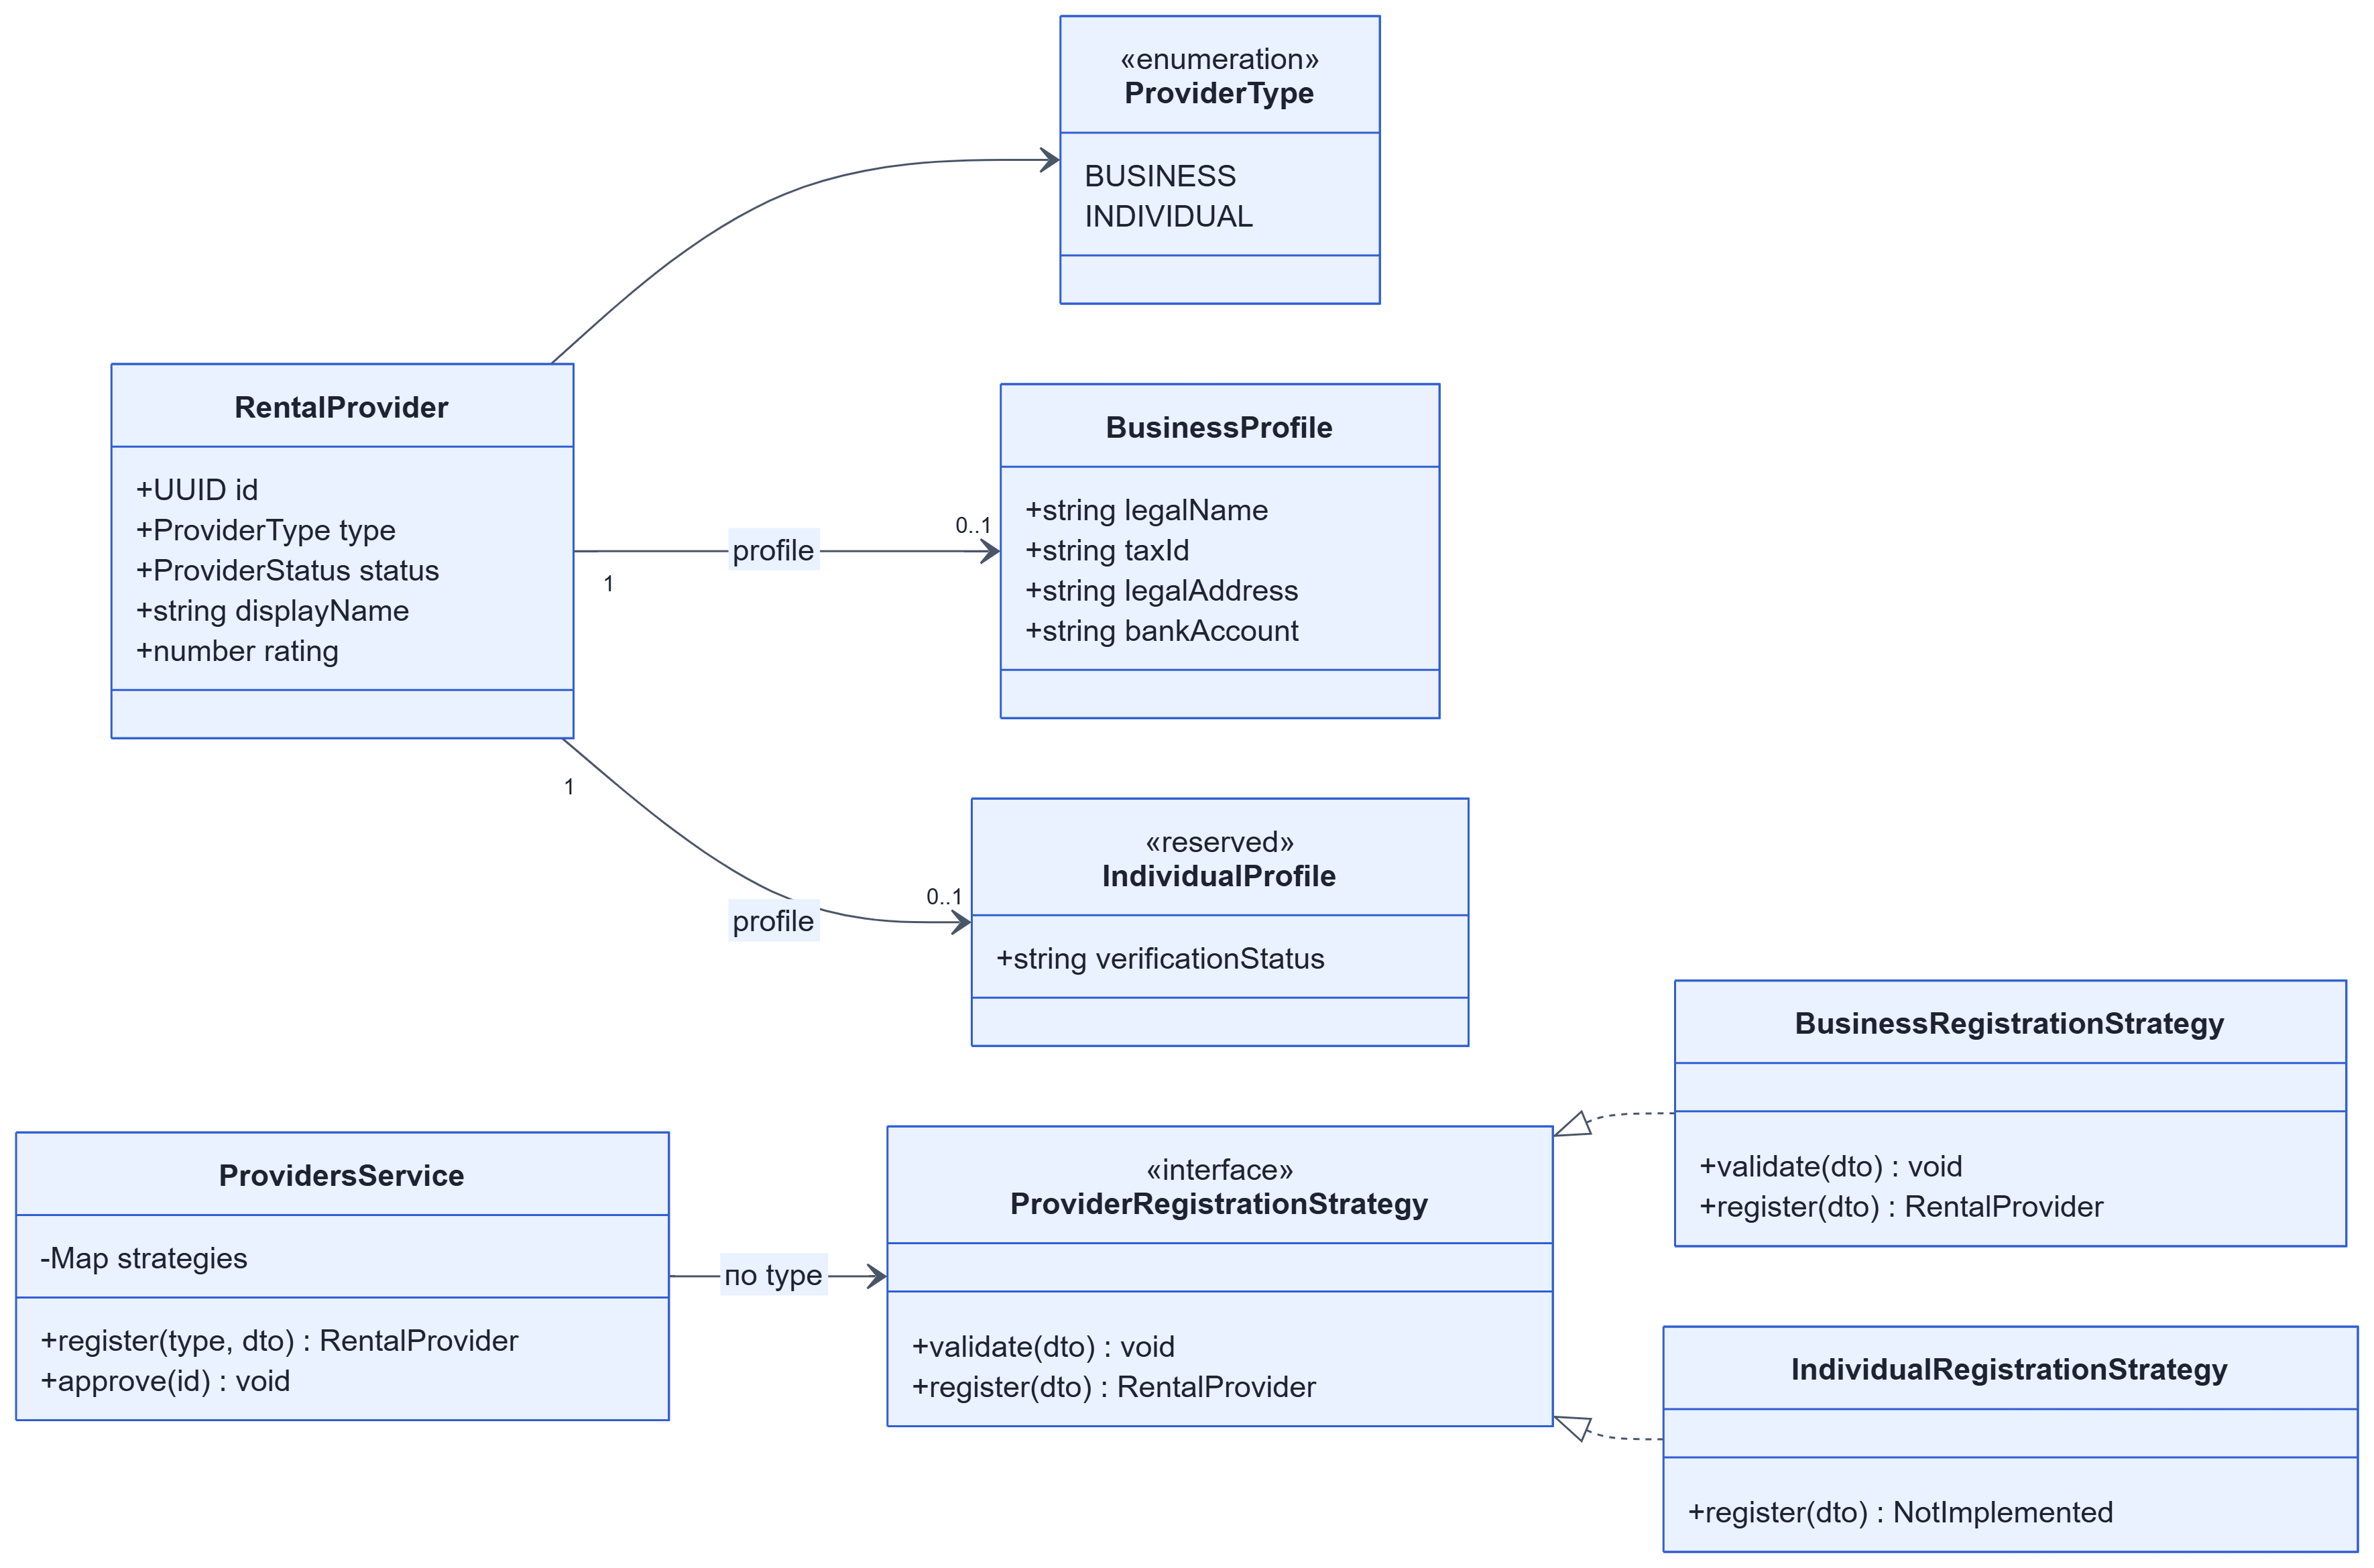 «enumeration»
ProviderType
BUSINESS
INDIVIDUAL
RentalProvider
+UUID id
+ProviderType type
+ProviderStatus status
+string displayName
+number rating
1
profile
0..1
BusinessProfile
+string legalName
+string taxId
+string legalAddress
+string bankAccount
1
profile
0..1
«reserved»
IndividualProfile
+string verificationStatus
ProvidersService
-Map strategies
+register(type, dto) : RentalProvider
+approve(id) : void
по type
«interface»
ProviderRegistrationStrategy
+validate(dto) : void
+register(dto) : RentalProvider
BusinessRegistrationStrategy
+validate(dto) : void
+register(dto) : RentalProvider
IndividualRegistrationStrategy
+register(dto) : NotImplemented